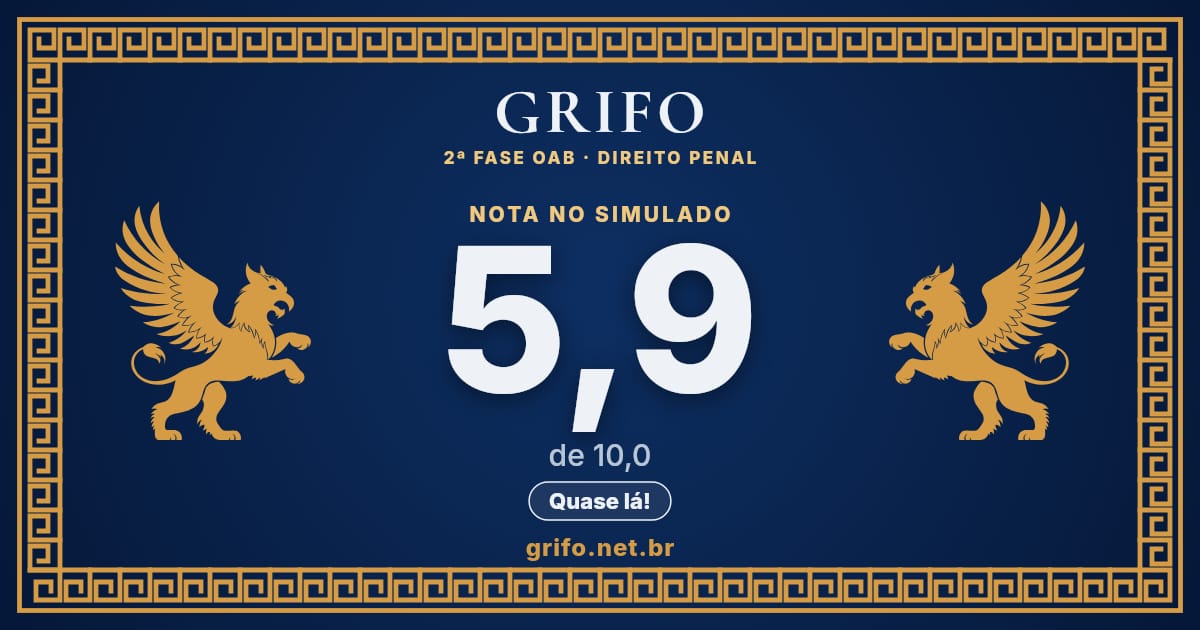 GRIFO
2ª FASE OAB · DIREITO PENAL
NOTA NO SIMULADO
5,9
de 10,0
Quase lá!
grifo.net.br